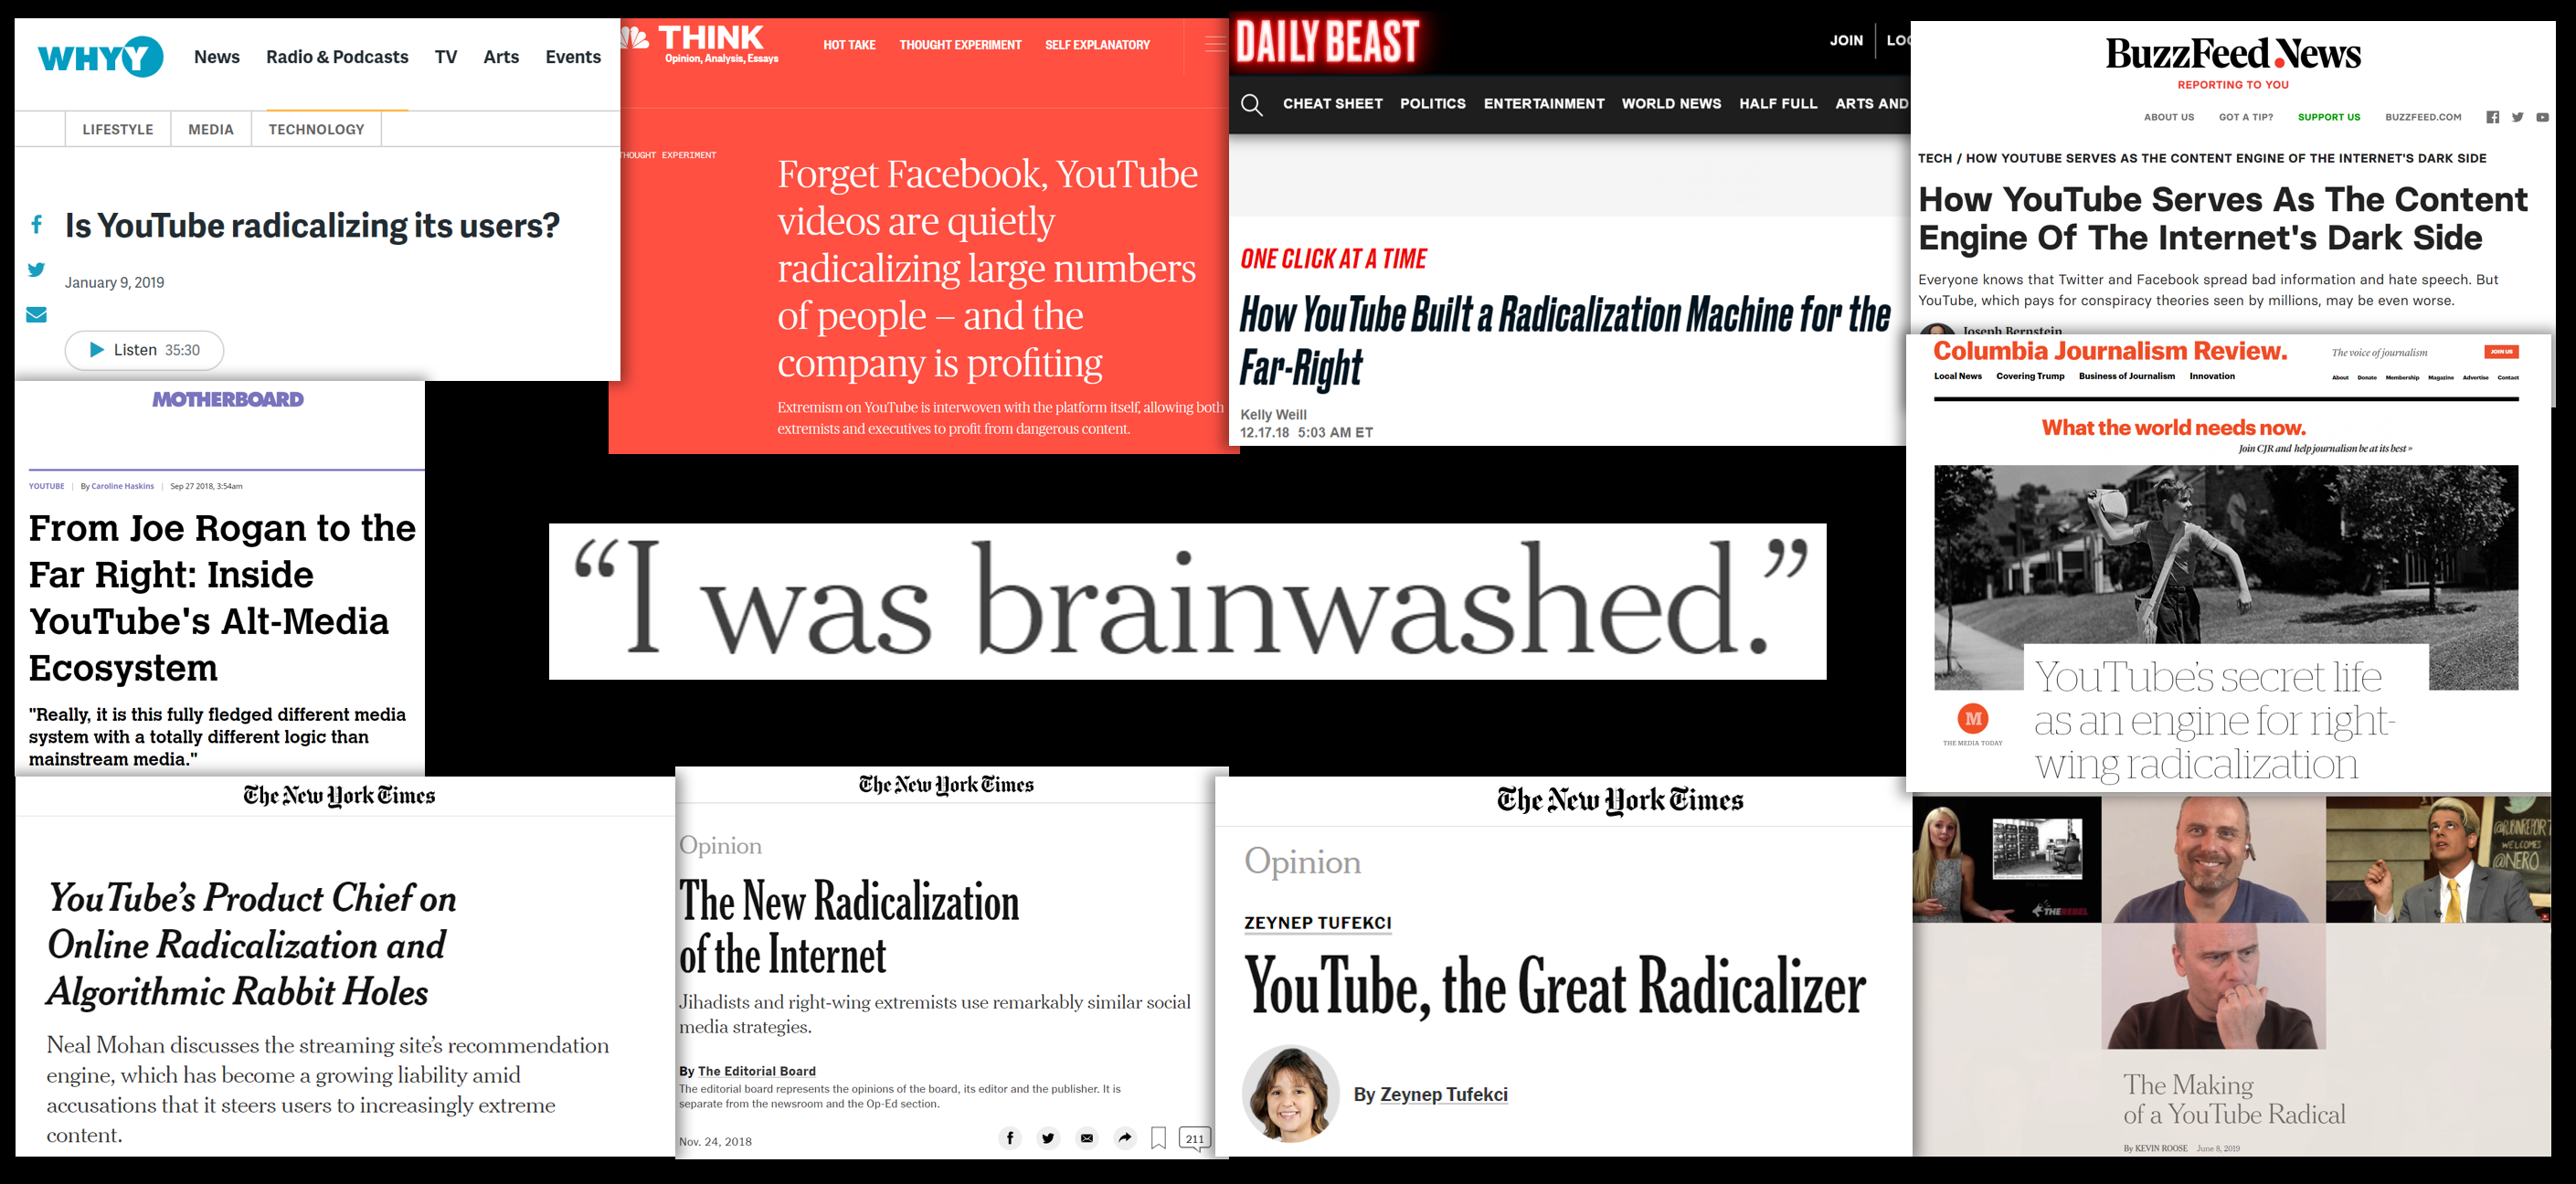 WHYY
News Radio & Podcasts TV Arts Events
LIFESTYLE MEDIA TECHNOLOGY
Is YouTube radicalizing its users?
January 9, 2019
Listen 35:30
THINK
Opinion, Analysis, Essays
HOT TAKE THOUGHT EXPERIMENT SELF EXPLANATORY
THOUGHT EXPERIMENT
Forget Facebook, YouTube
videos are quietly
radicalizing large numbers
of people – and the
company is profiting
Extremism on YouTube is interwoven with the platform itself, allowing both
extremists and executives to profit from dangerous content.
DAILY BEAST
JOIN
CHEAT SHEET POLITICS ENTERTAINMENT WORLD NEWS HALF FULL ARTS AND
ONE CLICK AT A TIME
How YouTube Built a Radicalization Machine for the
Far-Right
Kelly Weill
12.17.18 5:03 AM ET
BuzzFeed News
REPORTING TO YOU
ABOUT US GOT A TIP? SUPPORT US BUZZFEED.COM
TECH / HOW YOUTUBE SERVES AS THE CONTENT ENGINE OF THE INTERNET'S DARK SIDE
How YouTube Serves As The Content
Engine Of The Internet's Dark Side
Everyone knows that Twitter and Facebook spread bad information and hate speech. But
YouTube, which pays for conspiracy theories seen by millions, may be even worse.
Joseph Bernstein
Columbia Journalism Review.
The voice of journalism
JOIN US
Local News Covering Trump Business of Journalism Innovation
About Donate Membership Magazine Advertise Contact
What the world needs now.
Join CJR and help journalism be at its best »
M
THE MEDIA TODAY
YouTube's secret life
as an engine for right-
wing radicalization
MOTHERBOARD
YOUTUBE | By Caroline Haskins | Sep 27 2018, 3:54am
From Joe Rogan to the
Far Right: Inside
YouTube's Alt-Media
Ecosystem
"Really, it is this fully fledged different media
system with a totally different logic than
mainstream media."
“I was brainwashed.”
The New York Times
YouTube's Product Chief on
Online Radicalization and
Algorithmic Rabbit Holes
Neal Mohan discusses the streaming site's recommendation
engine, which has become a growing liability amid
accusations that it steers users to increasingly extreme
content.
The New York Times
Opinion
The New Radicalization
of the Internet
Jihadists and right-wing extremists use remarkably similar social
media strategies.
By The Editorial Board
The editorial board represents the opinions of the board, its editor and the publisher. It is
separate from the newsroom and the Op-Ed section.
Nov. 24, 2018
211
The New York Times
Opinion
ZEYNEP TUFEKCI
YouTube, the Great Radicalizer
By Zeynep Tufekci
THE REBEL
@RUBINREPORT
WELCOMES
@NERO
The Making
of a YouTube Radical
By KEVIN ROOSE June 8, 2019